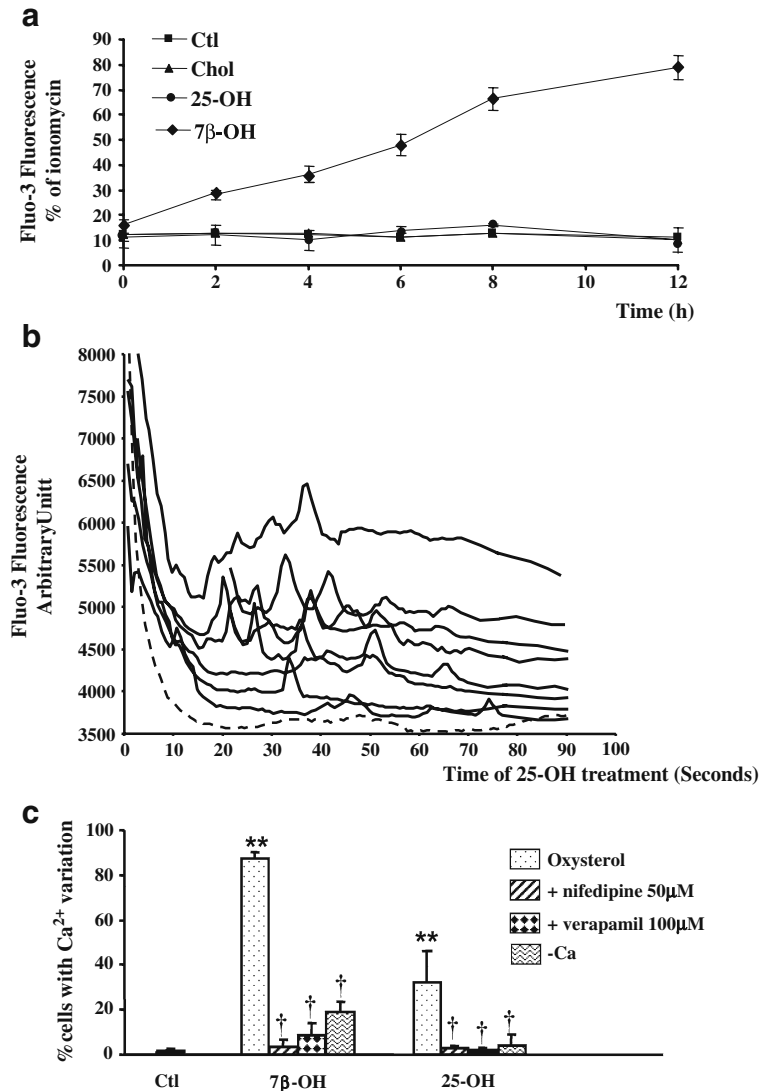 a
90
80
70
60
50
40
30
20
10
0
Fluo-3 Fluorescence
% of ionomycin
Ctl
Chol
25-OH
7β-OH
0 2 4 6 8 10 12
Time (h)
b
8000
7500
7000
6500
6000
5500
5000
4500
4000
3500
Fluo-3 Fluorescence
ArbitraryUnitt
0 10 20 30 40 50 60 70 80 90 100
Time of 25-OH treatment (Seconds)
c
100
80
60
40
20
0
% cells with Ca²⁺ variation
** † † †
** † † †
Oxysterol
+ nifedipine 50µM
+ verapamil 100µM
-Ca
Ctl 7β-OH 25-OH